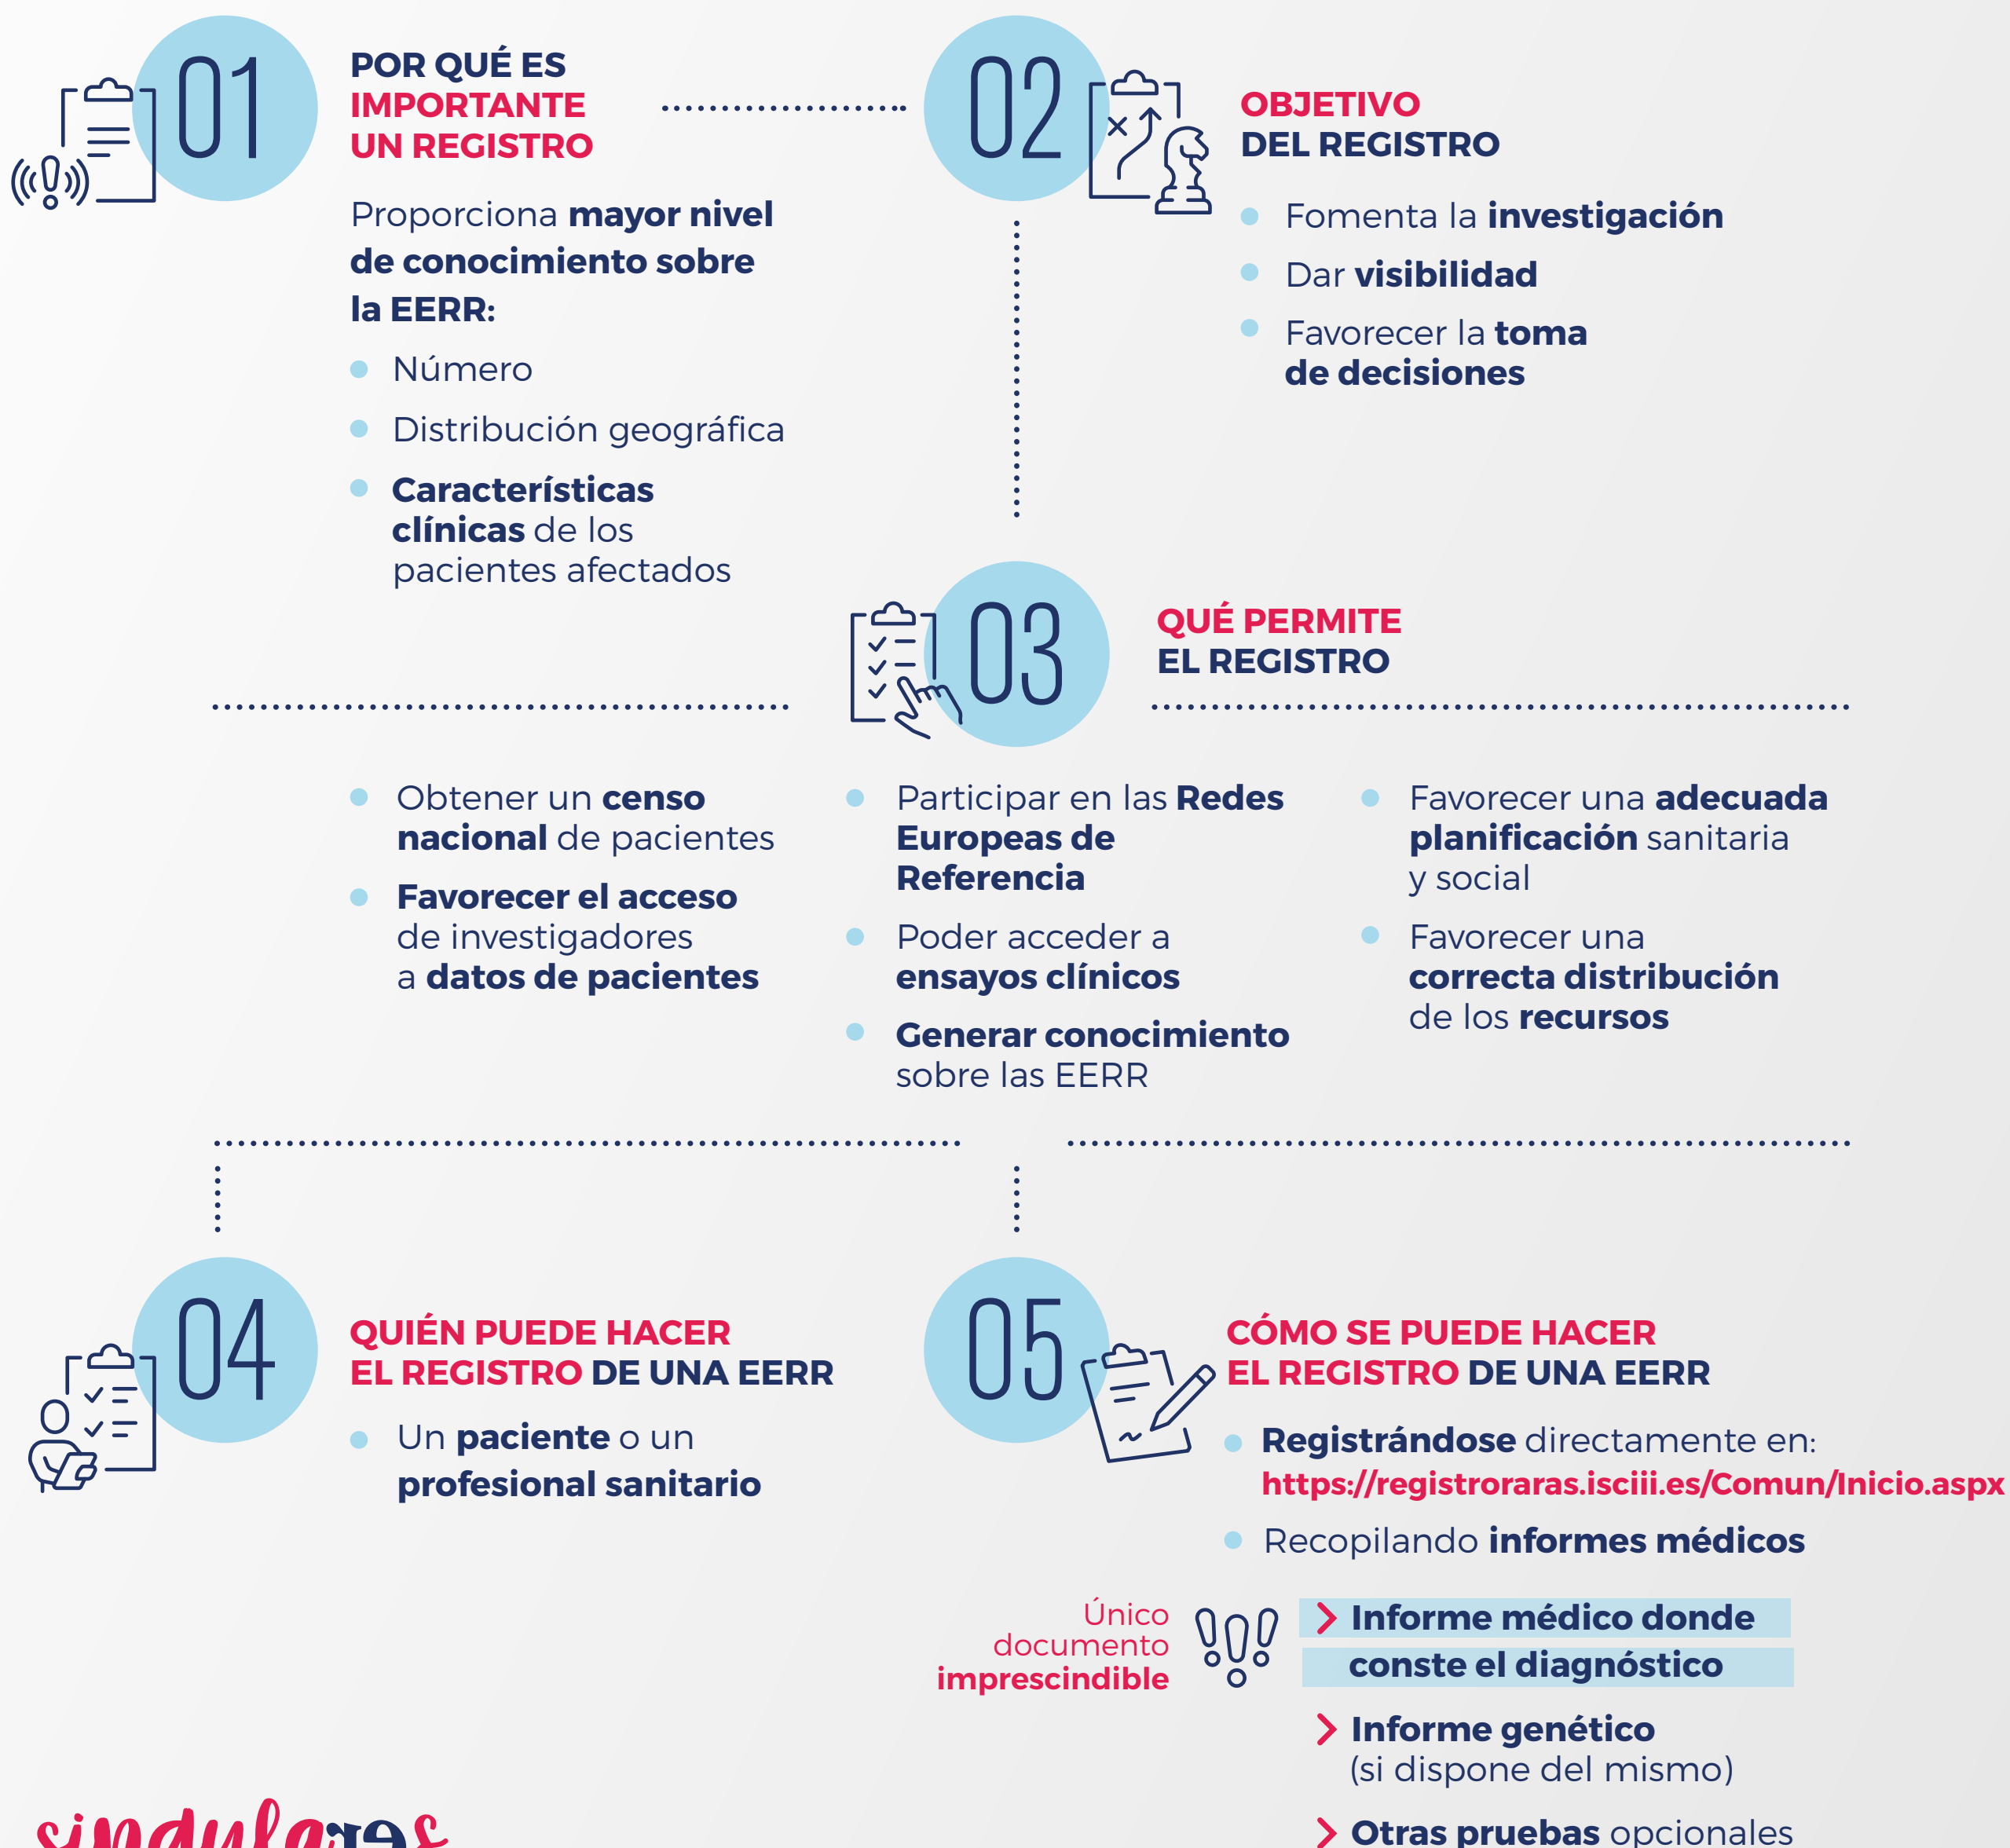 01
POR QUÉ ES
IMPORTANTE
UN REGISTRO
Proporciona mayor nivel
de conocimiento sobre
la EERR:
Número
Distribución geográfica
Características
clínicas de los
pacientes afectados
02
OBJETIVO
DEL REGISTRO
Fomenta la investigación
Dar visibilidad
Favorecer la toma
de decisiones
03
QUÉ PERMITE
EL REGISTRO
Obtener un censo
nacional de pacientes
Favorecer el acceso
de investigadores
a datos de pacientes
Participar en las Redes
Europeas de
Referencia
Poder acceder a
ensayos clínicos
Generar conocimiento
sobre las EERR
Favorecer una adecuada
planificación sanitaria
y social
Favorecer una
correcta distribución
de los recursos
04
QUIÉN PUEDE HACER
EL REGISTRO DE UNA EERR
Un paciente o un
profesional sanitario
05
CÓMO SE PUEDE HACER
EL REGISTRO DE UNA EERR
Registrándose directamente en:
https://registroraras.isciii.es/Comun/Inicio.aspx
Recopilando informes médicos
Único
documento
imprescindible
Informe médico donde
conste el diagnóstico
Informe genético
(si dispone del mismo)
Otras pruebas opcionales
singulares